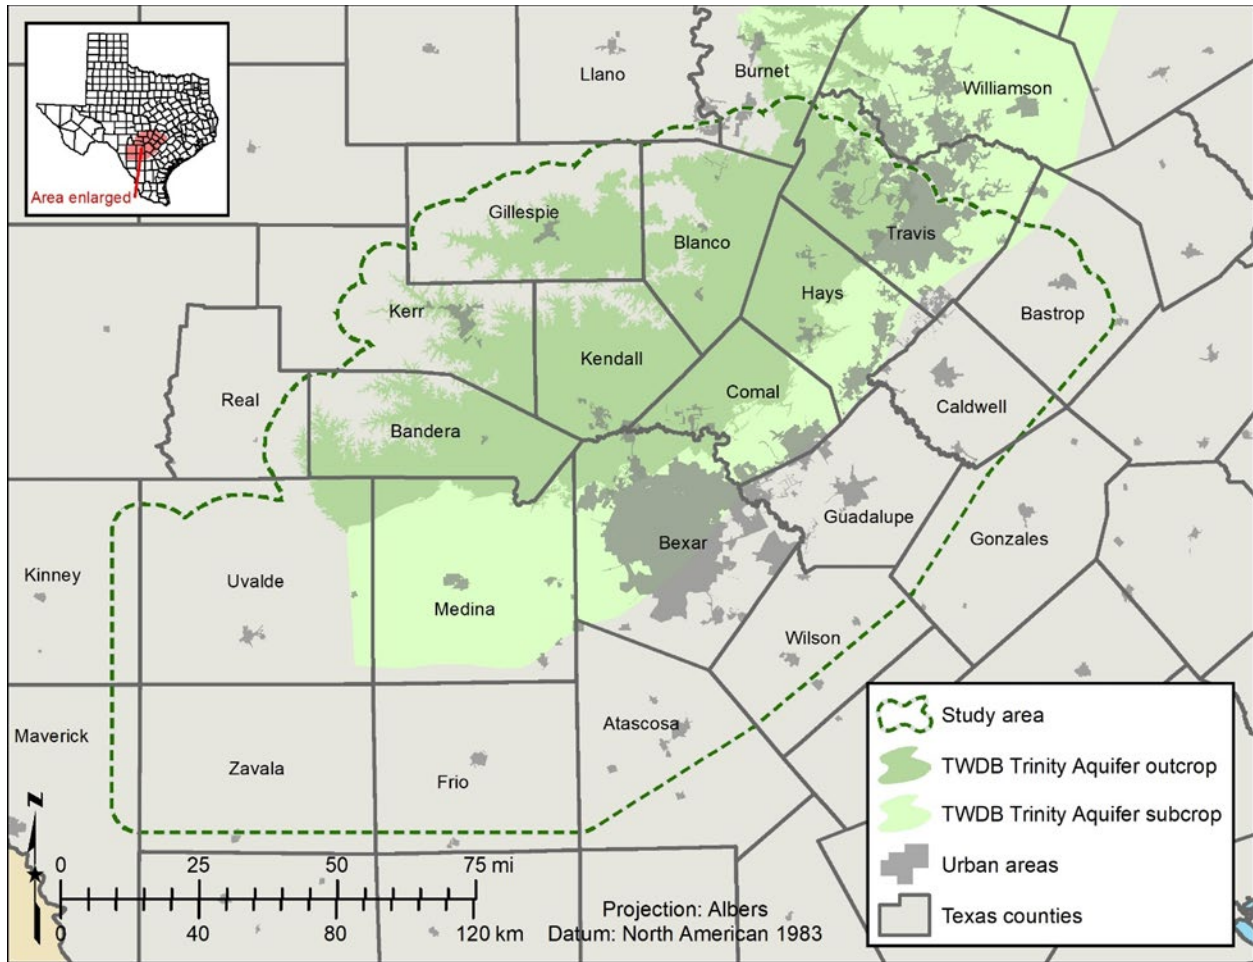 Area enlarged
Llano
Burnet
Williamson
Gillespie
Blanco
Travis
Hays
Bastrop
Kerr
Kendall
Comal
Caldwell
Real
Bandera
Guadalupe
Gonzales
Bexar
Kinney
Uvalde
Medina
Wilson
Maverick
Zavala
Frio
Atascosa
Study area
TWDB Trinity Aquifer outcrop
TWDB Trinity Aquifer subcrop
Urban areas
Texas counties
N
0 25 50 75 mi
0 40 80 120 km
Projection: Albers
Datum: North American 1983